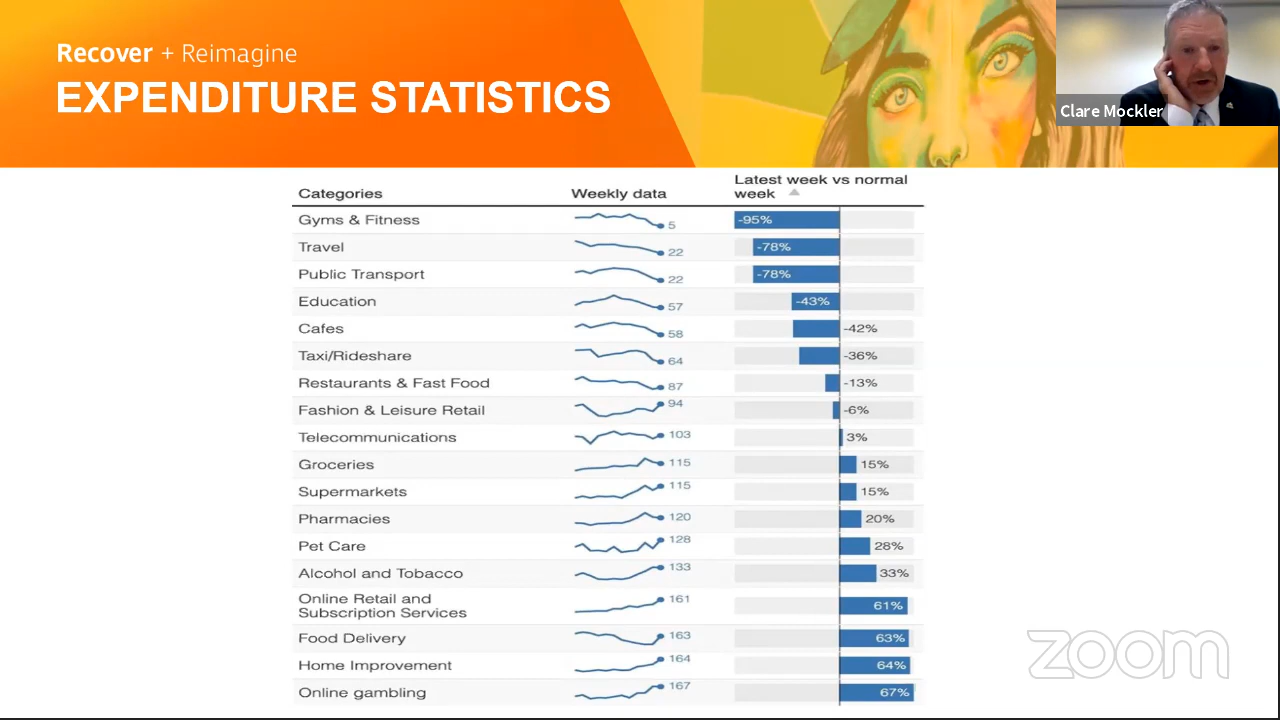 Recover + Reimagine
EXPENDITURE STATISTICS
Clare Mockler
Categories Weekly data Latest week vs normal
week
Gyms & Fitness 5 -95%
Travel 22 -78%
Public Transport 22 -78%
Education 57 -43%
Cafes 58 -42%
Taxi/Rideshare 64 -36%
Restaurants & Fast Food 87 -13%
Fashion & Leisure Retail 94 -6%
Telecommunications 103 3%
Groceries 115 15%
Supermarkets 115 15%
Pharmacies 120 20%
Pet Care 128 28%
Alcohol and Tobacco 133 33%
Online Retail and
Subscription Services 161 61%
Food Delivery 163 63%
Home Improvement 164 64%
Online gambling 167 67%
zoom